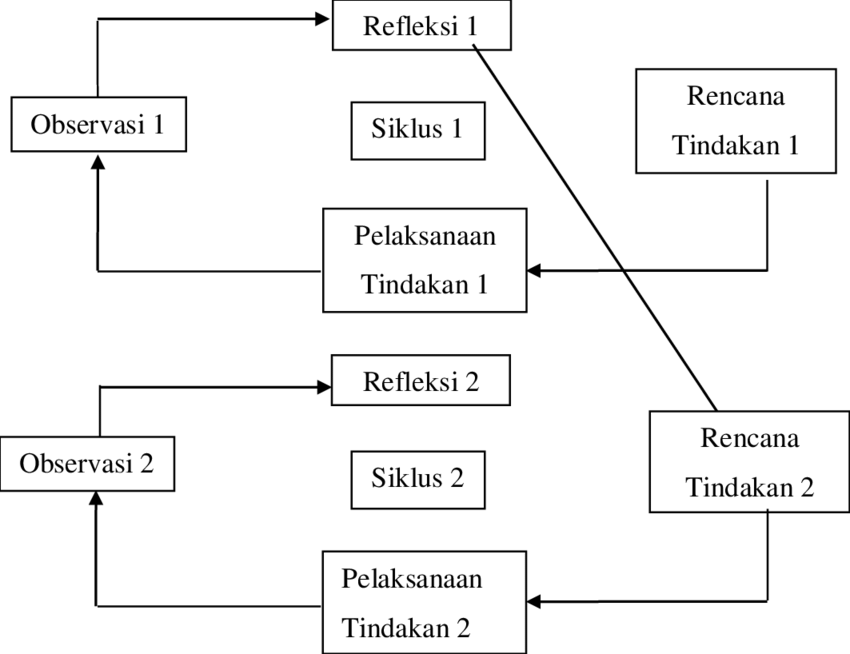 Refleksi 1
Observasi 1
Siklus 1
Rencana
Tindakan 1
Pelaksanaan
Tindakan 1
Refleksi 2
Observasi 2
Siklus 2
Rencana
Tindakan 2
Pelaksanaan
Tindakan 2